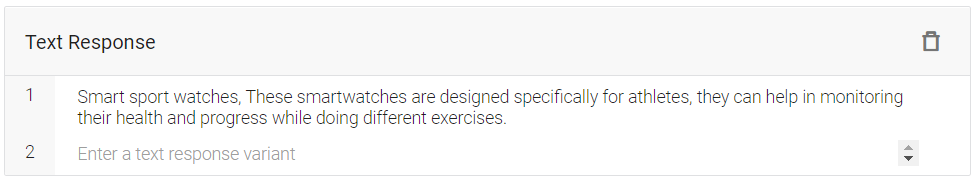 Text Response
1 Smart sport watches, These smartwatches are designed specifically for athletes, they can help in monitoring
their health and progress while doing different exercises.
2 Enter a text response variant